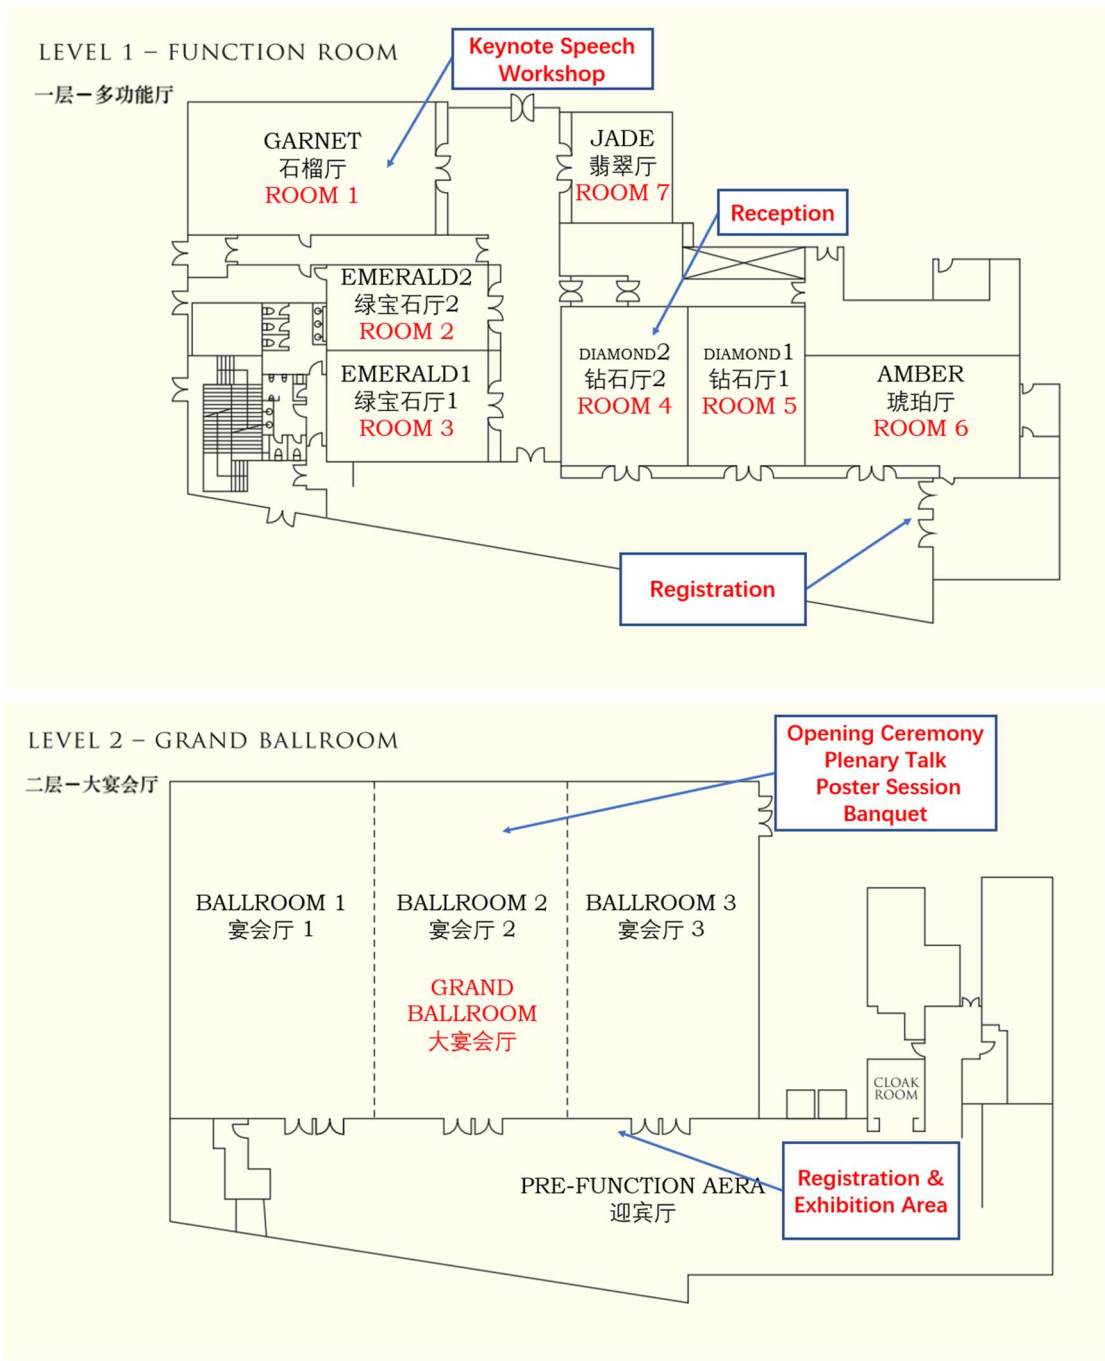 LEVEL 1 – FUNCTION ROOM
一层－多功能厅
Keynote Speech
Workshop
GARNET
石榴厅
ROOM 1
JADE
翡翠厅
ROOM 7
Reception
EMERALD2
绿宝石厅2
ROOM 2
EMERALD1
绿宝石厅1
ROOM 3
DIAMOND2
钻石厅2
ROOM 4
DIAMOND1
钻石厅1
ROOM 5
AMBER
琥珀厅
ROOM 6
Registration
LEVEL 2 – GRAND BALLROOM
二层－大宴会厅
Opening Ceremony
Plenary Talk
Poster Session
Banquet
BALLROOM 1
宴会厅 1
BALLROOM 2
宴会厅 2
BALLROOM 3
宴会厅 3
GRAND
BALLROOM
大宴会厅
CLOAK
ROOM
Registration &
Exhibition Area
PRE-FUNCTION AERA
迎宾厅